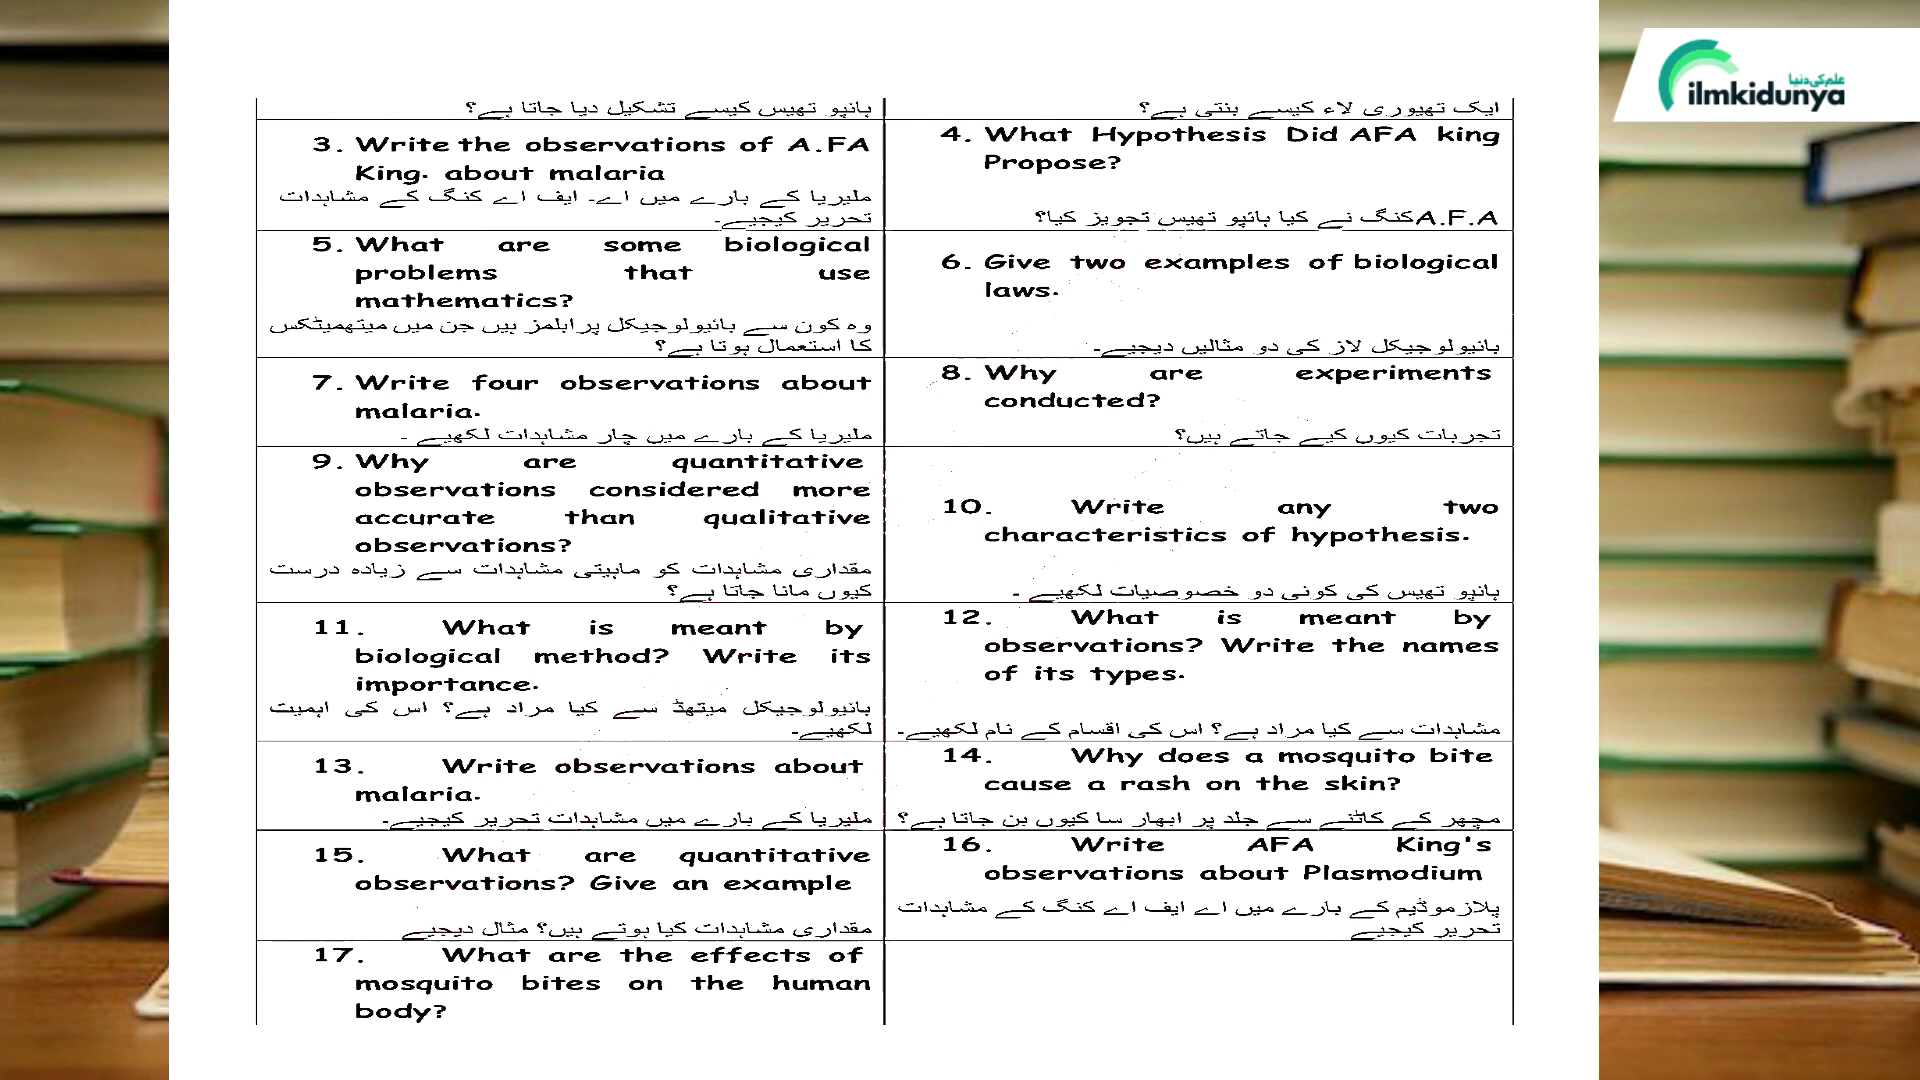 ہائپو تھیس کیسے تشکیل دیا جاتا ہے؟
ایک تھیوری لاء کیسے بنتی ہے؟
3. Write the observations of A.FA
King. about malaria
ملیریا کے بارے میں اے۔ ایف اے کنگ کے مشاہدات
تحریر کیجیے۔
4. What Hypothesis Did AFA king
Propose?
A.F.Aکنگ نے کیا ہائپو تھیس تجویز کیا؟
5. What are some biological
problems that use
mathematics?
وہ کون سے بائیولوجیکل پرابلمز ہیں جن میں میتھمیٹکس
کا استعمال ہوتا ہے؟
6. Give two examples of biological
laws.
بائیولوجیکل لاز کی دو مثالیں دیجیے۔
7. Write four observations about
malaria.
ملیریا کے بارے میں چار مشاہدات لکھیے ۔
8. Why are experiments
conducted?
تجربات کیوں کیے جاتے ہیں؟
9. Why are quantitative
observations considered more
accurate than qualitative
observations?
مقداری مشاہدات کو ماہیتی مشاہدات سے زیادہ درست
کیوں مانا جاتا ہے؟
10. Write any two
characteristics of hypothesis.
ہائپو تھیس کی کوئی دو خصوصیات لکھیے ۔
11. What is meant by
biological method? Write its
importance.
بائیولوجیکل میتھڈ سے کیا مراد ہے؟ اس کی اہمیت
لکھیے۔
12. What is meant by
observations? Write the names
of its types.
مشاہدات سے کیا مراد ہے؟ اس کی اقسام کے نام لکھیے۔
13. Write observations about
malaria.
ملیریا کے بارے میں مشاہدات تحریر کیجیے۔
14. Why does a mosquito bite
cause a rash on the skin?
مچھر کے کاٹنے سے جلد پر ابھار سا کیوں بن جاتا ہے؟
15. What are quantitative
observations? Give an example
مقداری مشاہدات کیا ہوتے ہیں؟ مثال دیجیے
16. Write AFA King's
observations about Plasmodium
پلازموڈیم کے بارے میں اے ایف اے کنگ کے مشاہدات
تحریر کیجیے
17. What are the effects of
mosquito bites on the human
body?
علم کی دنیا
ilmkidunya